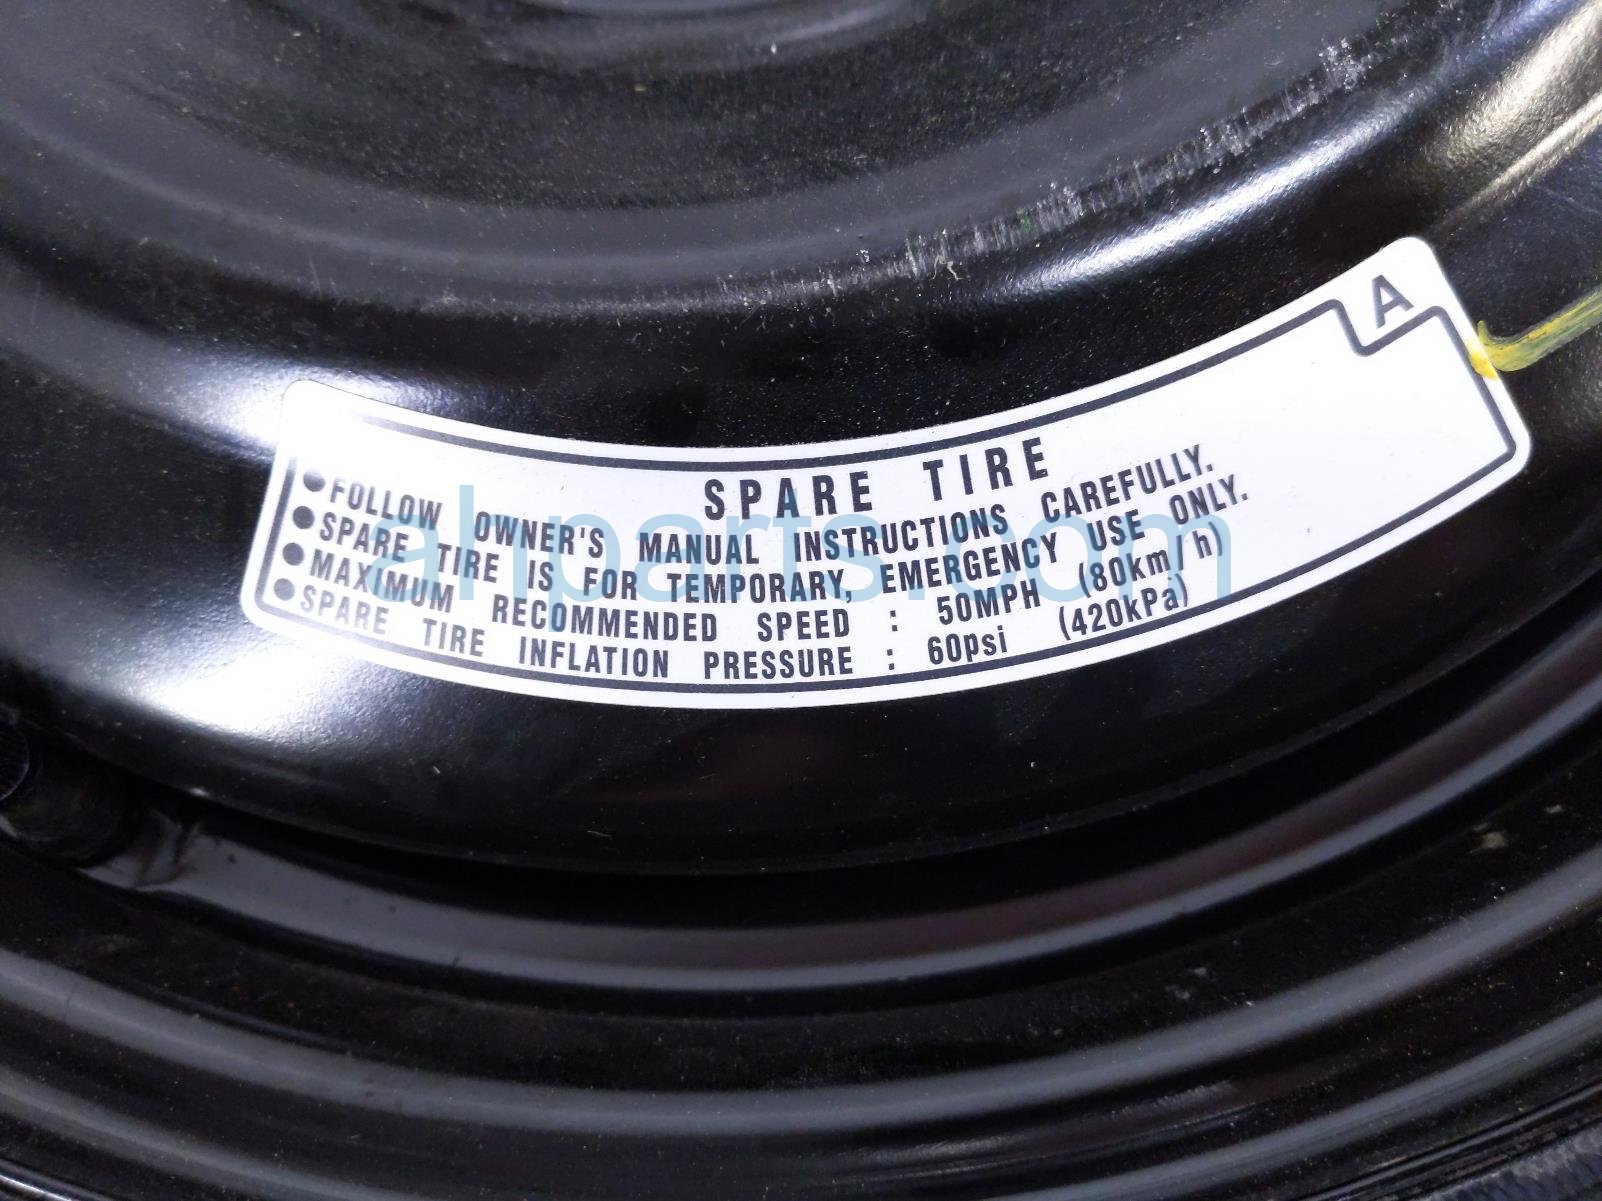 A
SPARE TIRE
●FOLLOW OWNER'S MANUAL INSTRUCTIONS CAREFULLY.
●SPARE TIRE IS FOR TEMPORARY, EMERGENCY USE ONLY.
●MAXIMUM RECOMMENDED SPEED : 50MPH (80km/h)
●SPARE TIRE INFLATION PRESSURE : 60psi (420kPa)
ahparts.com